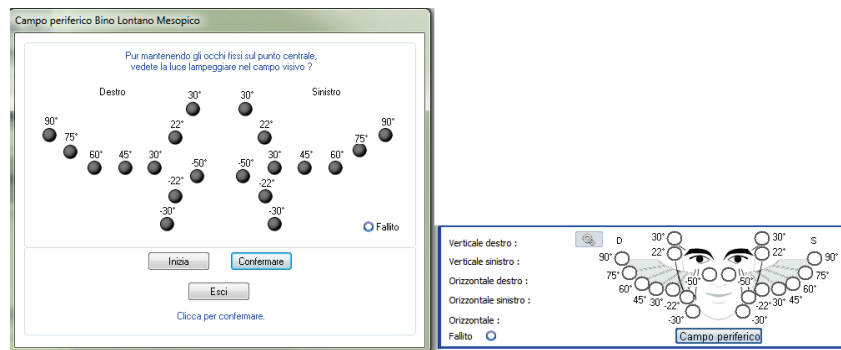 Campo periferico Bino Lontano Mesopico
Pur mantenendo gli occhi fissi sul punto centrale,
vedete la luce lampeggiare nel campo visivo ?
Destro 30° 30° Sinistro
90° 22° 22° 90°
75° 75°
60° 45° 30° -50° -50° 30° 45° 60°
-22° -22°
-30° -30°
Fallito
Inizia Confermare
Esci
Clicca per confermare.
Verticale destro : D 30° 30° S
Verticale sinistro : 90° 22° 22° 90°
Orizzontale destro : 75° -50° -50° 75°
60° 60°
Orizzontale sinistro : 45° 30° -22° -22° 30° 45°
Orizzontale : -30° -30°
Fallito Campo periferico